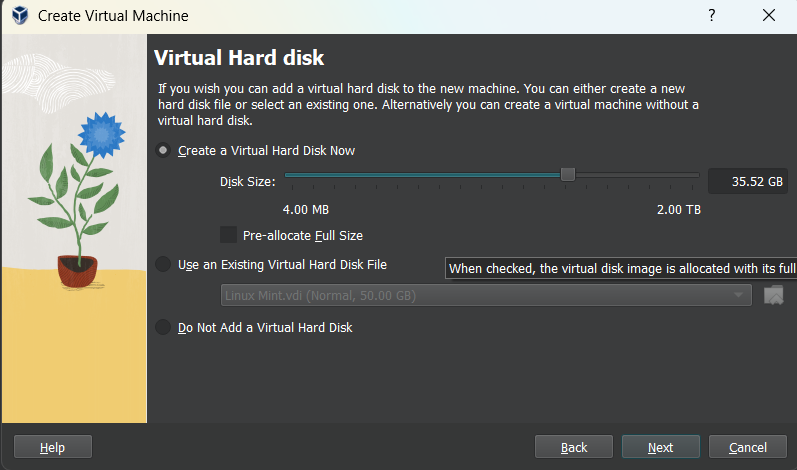 Create Virtual Machine
?
Virtual Hard disk
If you wish you can add a virtual hard disk to the new machine. You can either create a new
hard disk file or select an existing one. Alternatively you can create a virtual machine without a
virtual hard disk.
Create a Virtual Hard Disk Now
Disk Size:
35.52 GB
4.00 MB
2.00 TB
Pre-allocate Full Size
Use an Existing Virtual Hard Disk File
When checked, the virtual disk image is allocated with its full
Linux Mint.vdi (Normal, 50.00 GB)
Do Not Add a Virtual Hard Disk
Help
Back
Next
Cancel